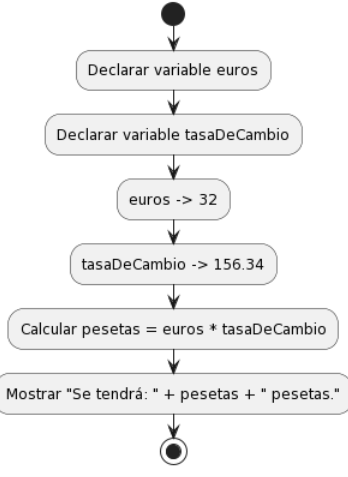 Declarar variable euros
Declarar variable tasaDeCambio
euros -> 32
tasaDeCambio -> 156.34
Calcular pesetas = euros * tasaDeCambio
Mostrar "Se tendrá: " + pesetas + " pesetas."